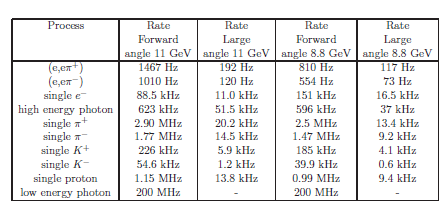 Process Rate Rate Rate Rate
Forward Large Forward Large
angle 11 GeV angle 11 GeV angle 8.8 GeV angle 8.8 GeV
(e,eπ⁺) 1467 Hz 192 Hz 810 Hz 117 Hz
(e,eπ⁻) 1010 Hz 120 Hz 554 Hz 73 Hz
single e⁻ 88.5 kHz 11.0 kHz 151 kHz 16.5 kHz
high energy photon 623 kHz 51.5 kHz 596 kHz 37 kHz
single π⁺ 2.90 MHz 20.2 kHz 2.5 MHz 13.4 kHz
single π⁻ 1.77 MHz 14.5 kHz 1.47 MHz 9.2 kHz
single K⁺ 226 kHz 5.9 kHz 185 kHz 4.1 kHz
single K⁻ 54.6 kHz 1.2 kHz 39.9 kHz 0.6 kHz
single proton 1.15 MHz 13.8 kHz 0.99 MHz 9.4 kHz
low energy photon 200 MHz - 200 MHz -